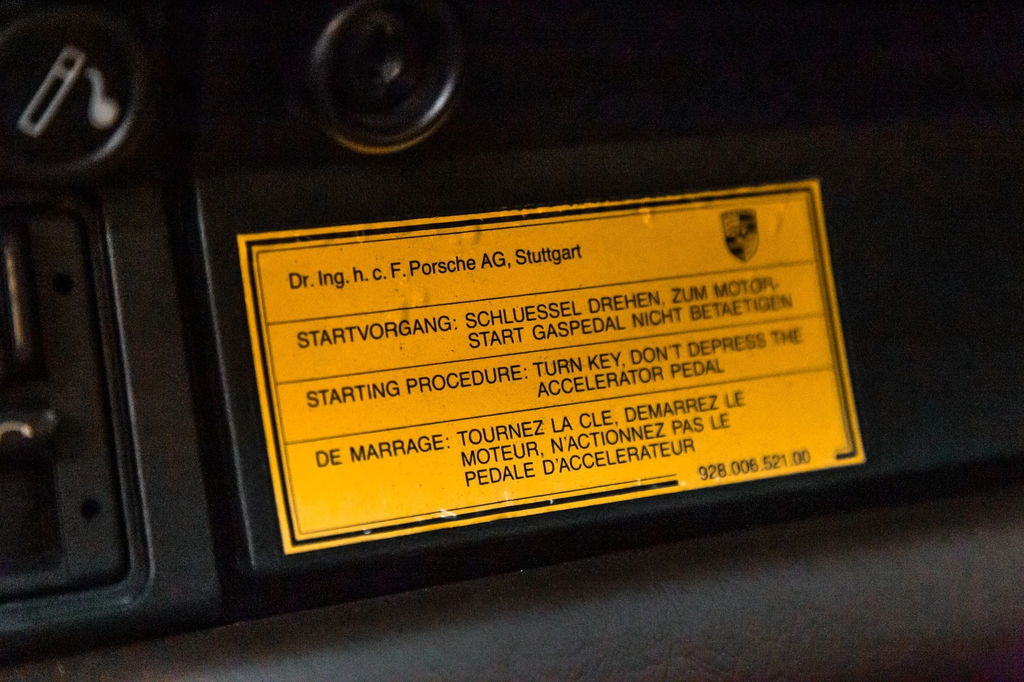 Dr. Ing. h. c. F. Porsche AG, Stuttgart
STARTVORGANG: SCHLUESSEL DREHEN, ZUM MOTOR-
START GASPEDAL NICHT BETAETIGEN
STARTING PROCEDURE: TURN KEY, DON'T DEPRESS THE
ACCELERATOR PEDAL
DE MARRAGE: TOURNEZ LA CLE, DEMARREZ LE
MOTEUR, N'ACTIONNEZ PAS LE
PEDALE D'ACCELERATEUR
928.006.521.00